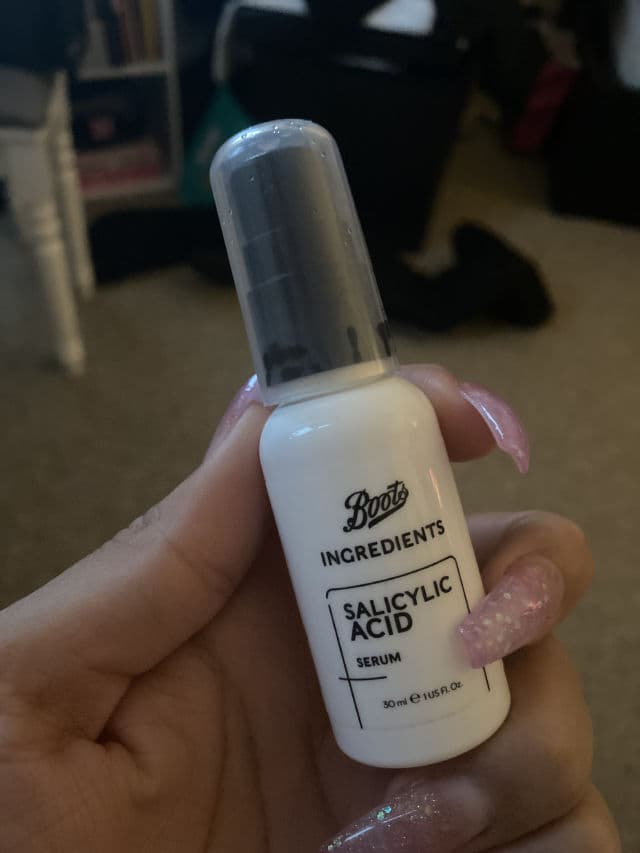 Boots
INGREDIENTS
SALICYLIC
ACID
SERUM
30 ml ℮ 1 US Fl. Oz.